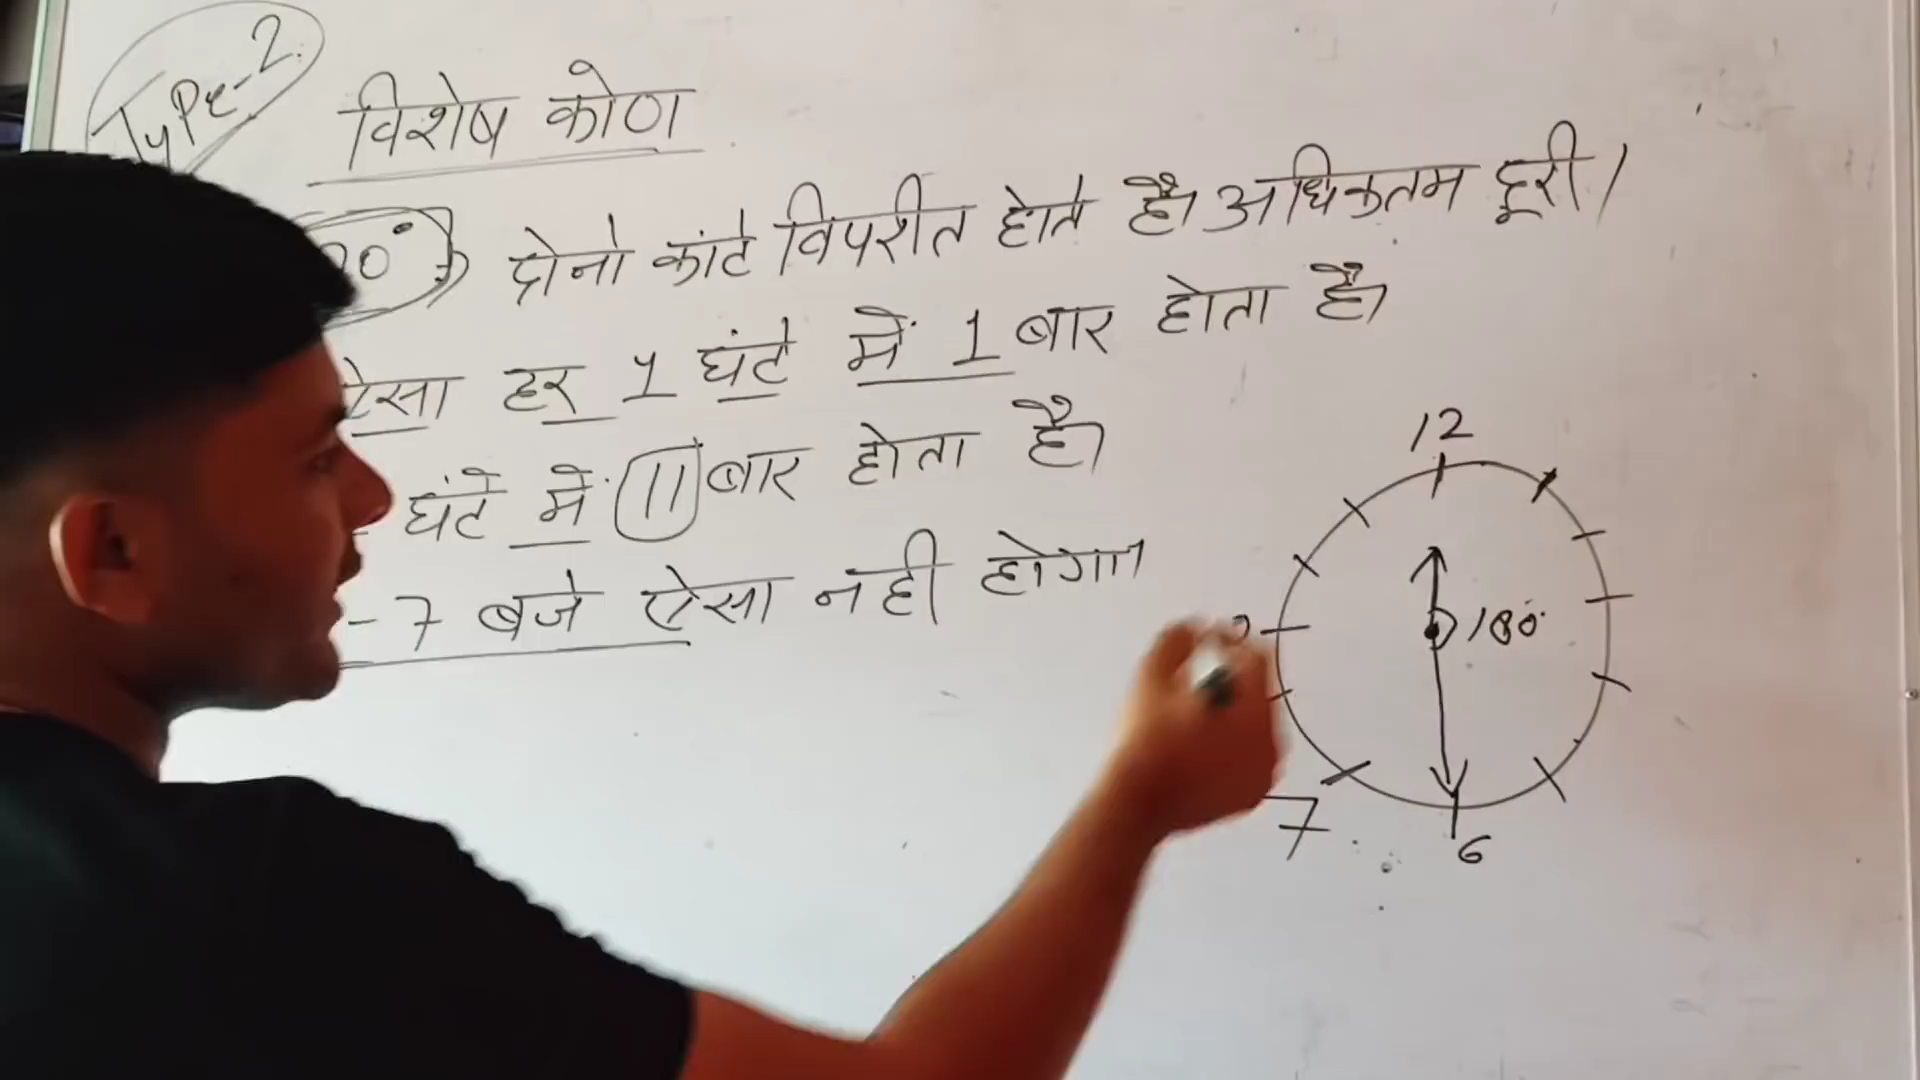 Type-2
विशेष कोण
दोनो कांटे विपरीत होते है। अधिकतम दूरी।
ऐसा हर 1 घंटे में 1 बार होता है।
घंटे में 11 बार होता है।
-7 बजे ऐसा नही होगा।
12
180°
7
6